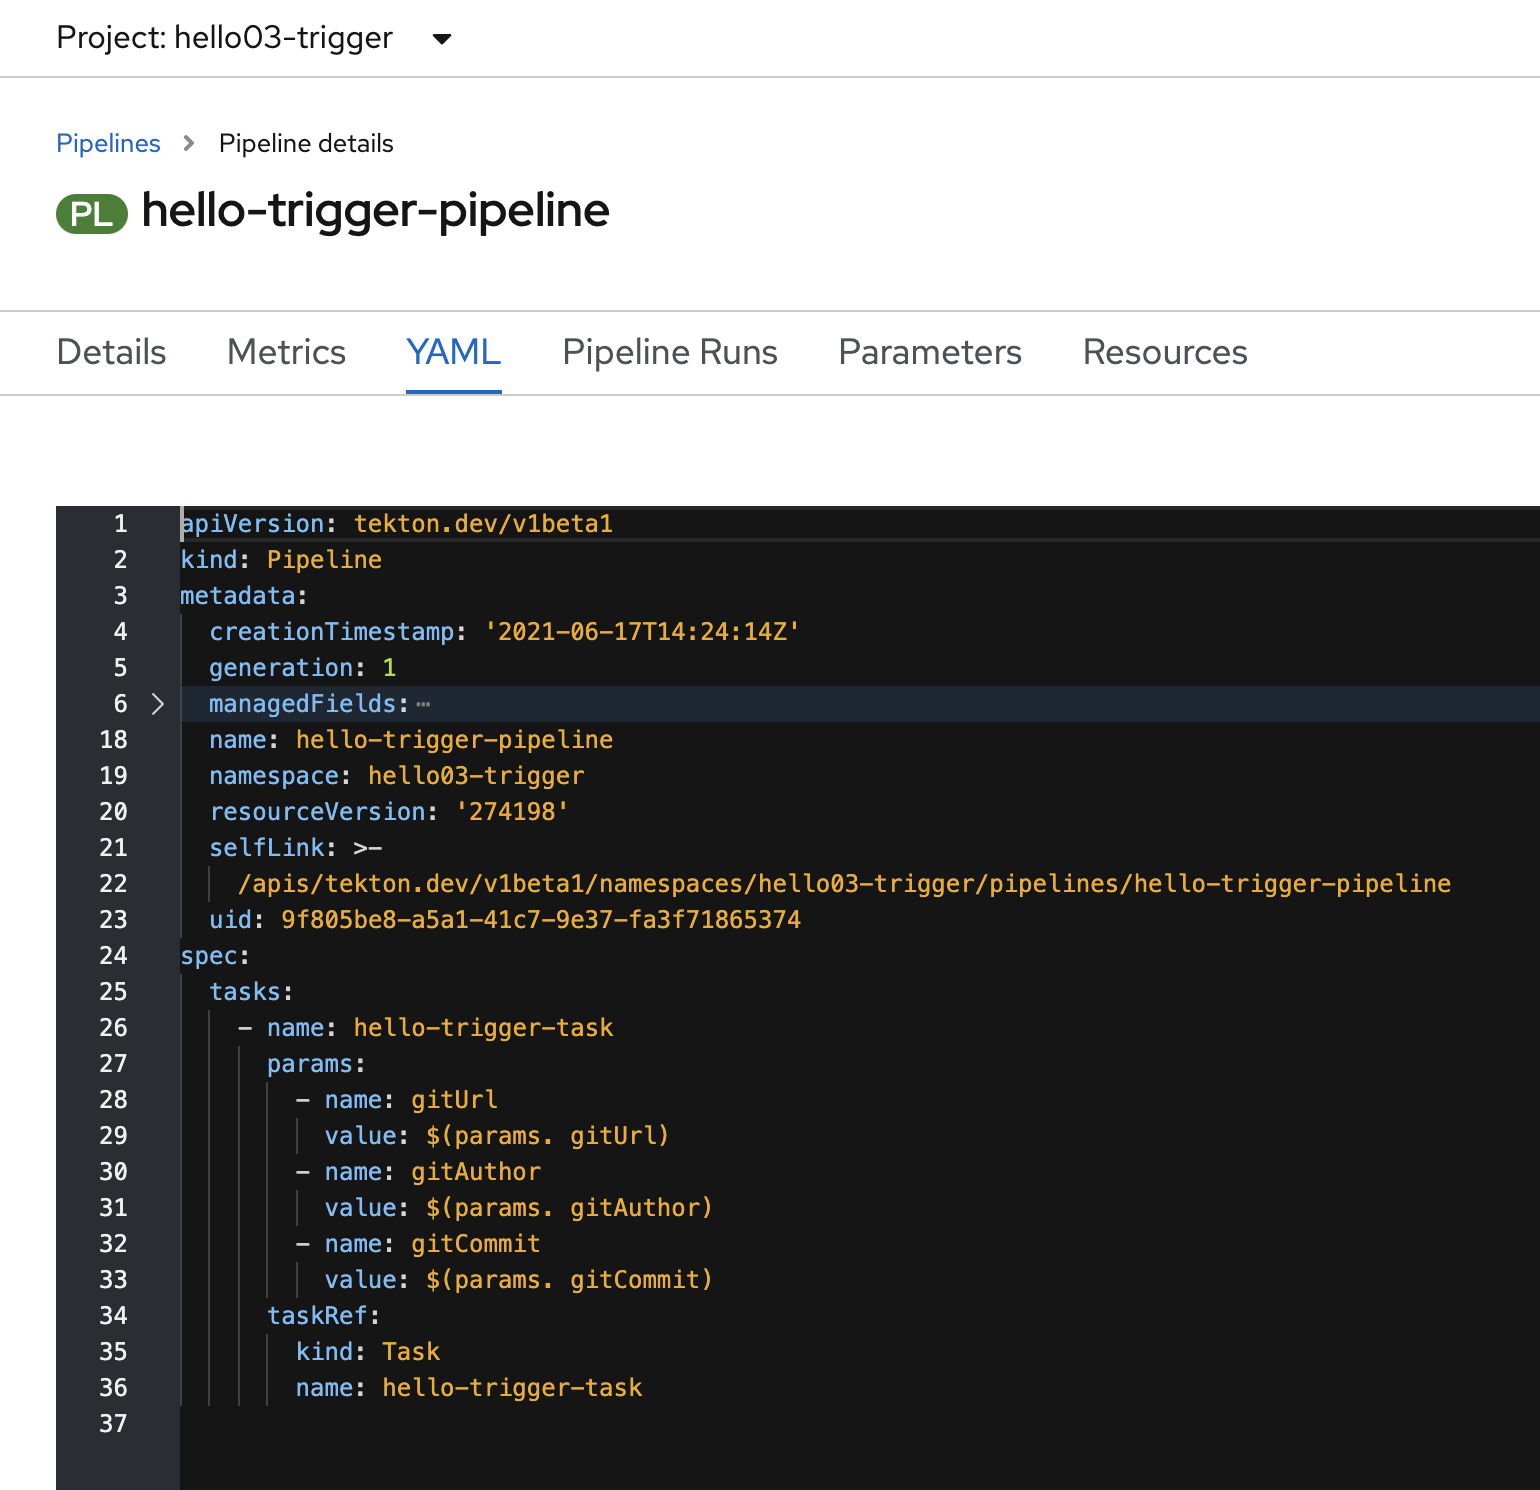 Project: hello03-trigger
Pipelines > Pipeline details
PL hello-trigger-pipeline
Details Metrics YAML Pipeline Runs Parameters Resources
1 apiVersion: tekton.dev/v1beta1
2 kind: Pipeline
3 metadata:
4 creationTimestamp: '2021-06-17T14:24:14Z'
5 generation: 1
6 > managedFields:…
18 name: hello-trigger-pipeline
19 namespace: hello03-trigger
20 resourceVersion: '274198'
21 selfLink: >-
22 /apis/tekton.dev/v1beta1/namespaces/hello03-trigger/pipelines/hello-trigger-pipeline
23 uid: 9f805be8-a5a1-41c7-9e37-fa3f71865374
24 spec:
25 tasks:
26 - name: hello-trigger-task
27 params:
28 - name: gitUrl
29 value: $(params. gitUrl)
30 - name: gitAuthor
31 value: $(params. gitAuthor)
32 - name: gitCommit
33 value: $(params. gitCommit)
34 taskRef:
35 kind: Task
36 name: hello-trigger-task
37